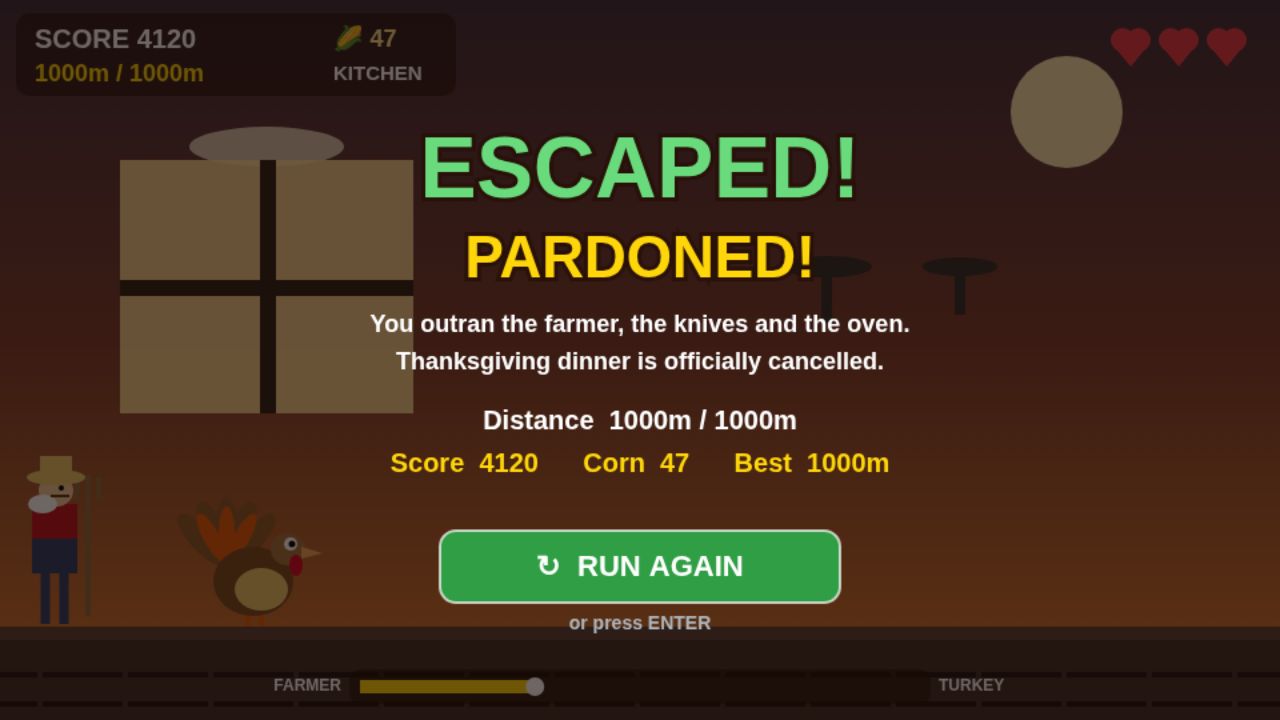 SCORE 4120
🌽 47
1000m / 1000m
KITCHEN
ESCAPED!
PARDONED!
You outran the farmer, the knives and the oven.
Thanksgiving dinner is officially cancelled.
Distance 1000m / 1000m
Score 4120 Corn 47 Best 1000m
↻ RUN AGAIN
or press ENTER
FARMER
TURKEY